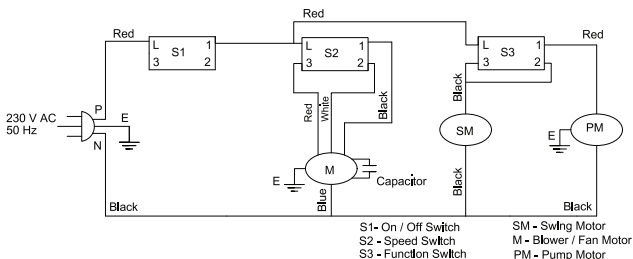 Red
Red
Red
Red
L
1
S1
3
2
L
1
S2
3
2
L
1
S3
3
2
Red
White
Black
Black
Black
230 V AC
50 Hz
P
E
N
SM
PM
E
M
E
Capacitor
Blue
Black
Black
Black
S1- On / Off Switch
S2 - Speed Switch
S3 - Function Switch
SM - Swing Motor
M - Blower / Fan Motor
PM - Pump Motor